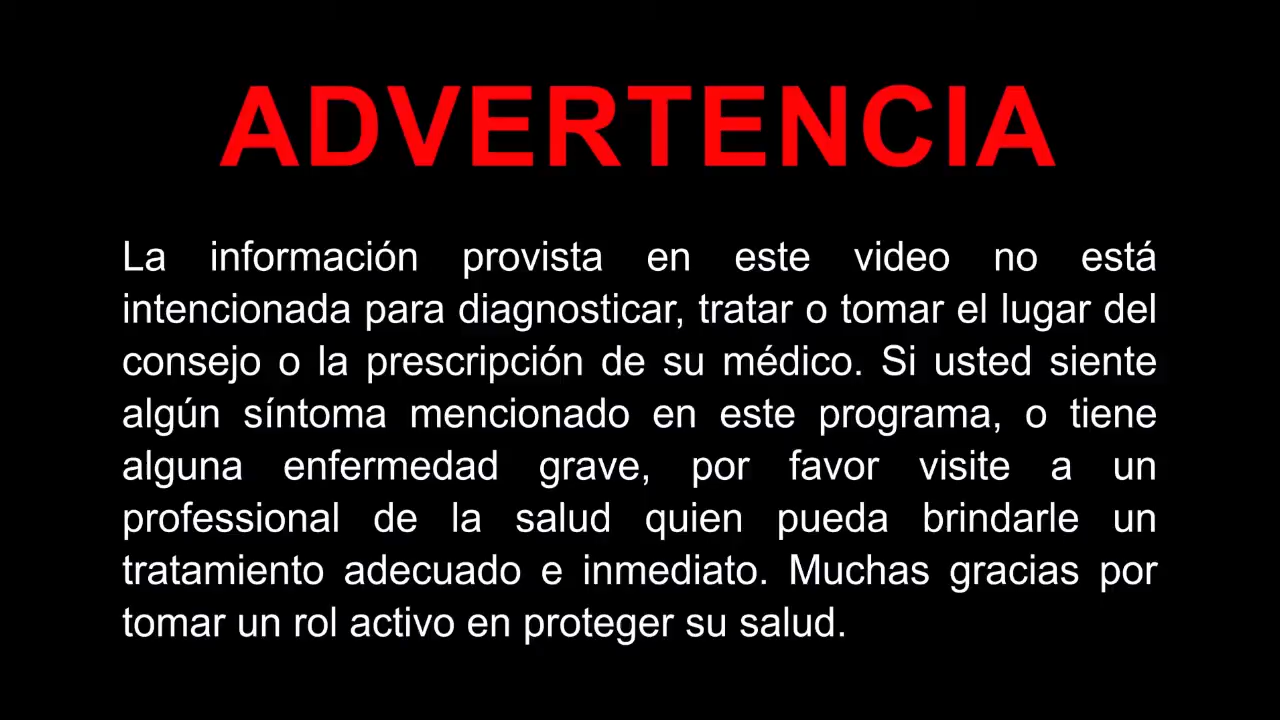 ADVERTENCIA
La información provista en este video no está
intencionada para diagnosticar, tratar o tomar el lugar del
consejo o la prescripción de su médico. Si usted siente
algún síntoma mencionado en este programa, o tiene
alguna enfermedad grave, por favor visite a un
professional de la salud quien pueda brindarle un
tratamiento adecuado e inmediato. Muchas gracias por
tomar un rol activo en proteger su salud.